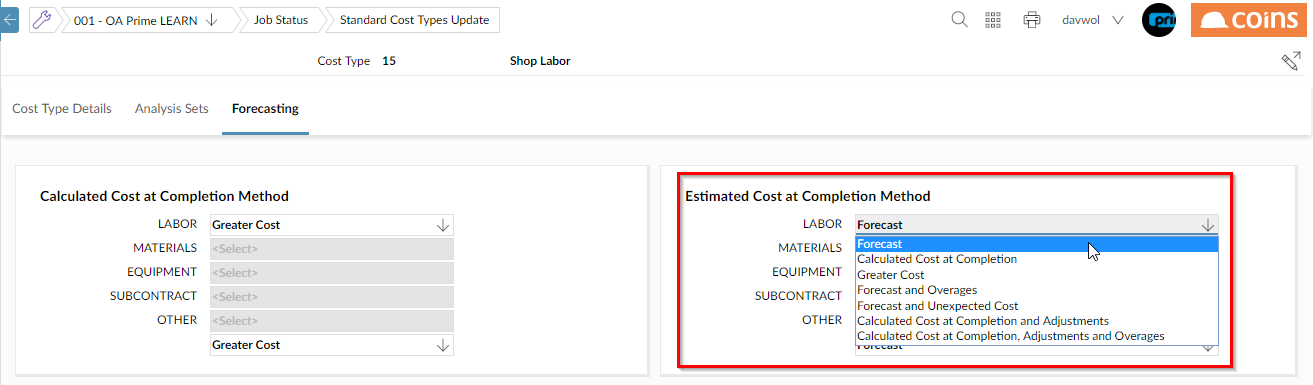 001 - OA Prime LEARN
Job Status
Standard Cost Types Update
davwol
pri
coins
Cost Type 15 Shop Labor
Cost Type Details
Analysis Sets
Forecasting
Calculated Cost at Completion Method
LABOR Greater Cost
MATERIALS <Select>
EQUIPMENT <Select>
SUBCONTRACT <Select>
OTHER <Select>
Greater Cost
Estimated Cost at Completion Method
LABOR Forecast
MATERIALS
EQUIPMENT
SUBCONTRACT
OTHER
Forecast
Calculated Cost at Completion
Greater Cost
Forecast and Overages
Forecast and Unexpected Cost
Calculated Cost at Completion and Adjustments
Calculated Cost at Completion, Adjustments and Overages
Forecast